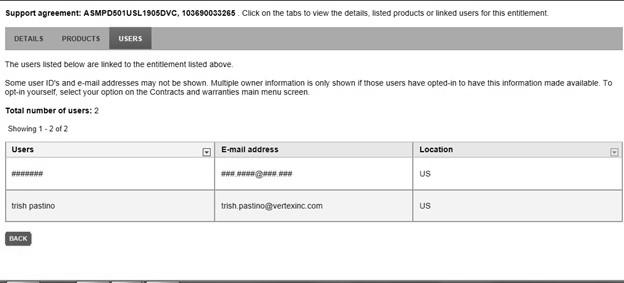 Support agreement: ASMPD501USL1905DVC, 103690033265 . Click on the tabs to view the details, listed products or linked users for this entitlement.
DETAILS PRODUCTS USERS
The users listed below are linked to the entitlement listed above.
Some user ID's and e-mail addresses may not be shown. Multiple owner information is only shown if those users have opted-in to have this information made available. To
opt-in yourself, select your option on the Contracts and warranties main menu screen.
Total number of users: 2
Showing 1 - 2 of 2
Users E-mail address Location
####### ###.####@###.### US
trish pastino trish.pastino@vertexinc.com US
BACK